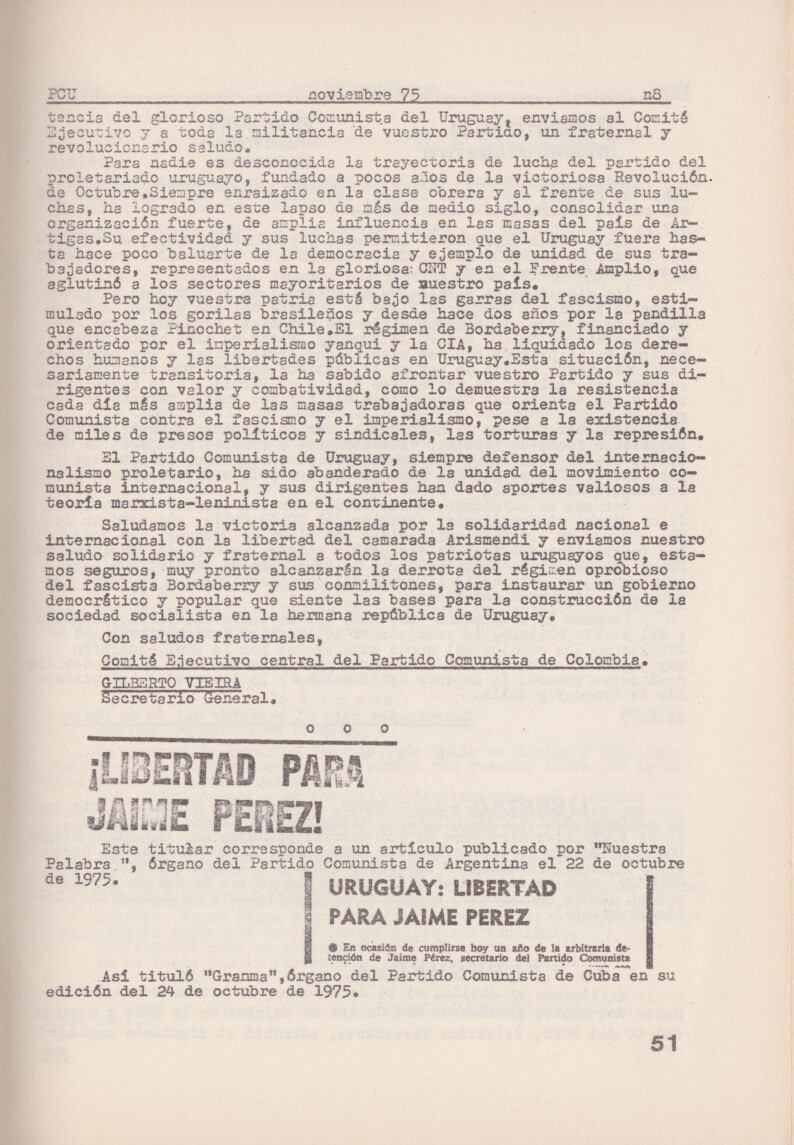 PCU noviembre 75 n8
tencia del glorioso Partido Comunista del Uruguay, enviamos al Comité
Ejecutivo y a toda la militancia de vuestro Partido, un fraternal y
revolucionario saludo.
Para nadie es desconocida la trayectoria de lucha del partido del
proletariado uruguayo, fundado a pocos años de la victoriosa Revolución
de Octubre.Siempre enraizado en la clase obrera y al frente de sus lu-
chas, ha logrado en este lapso de más de medio siglo, consolidar una
organización fuerte, de amplia influencia en las masas del país de Ar-
tigas.Su efectividad y sus luchas permitieron que el Uruguay fuera has-
ta hace poco baluarte de la democracia y ejemplo de unidad de sus tra-
bajadores, representados en la gloriosa CNT y en el Frente Amplio, que
aglutinó a los sectores mayoritarios de nuestro país.
Pero hoy vuestra patria está bajo las garras del fascismo, esti-
mulado por los gorilas brasileños y desde hace dos años por la pandilla
que encabeza Pinochet en Chile.El régimen de Bordaberry, financiado y
orientado por el imperialismo yanqui y la CIA, ha liquidado los dere-
chos humanos y las libertades públicas en Uruguay.Esta situación, nece-
sariamente transitoria, la ha sabido afrontar vuestro Partido y sus di-
rigentes con valor y combatividad, como lo demuestra la resistencia
cada día más amplia de las masas trabajadoras que orienta el Partido
Comunista contra el fascismo y el imperialismo, pese a la existencia
de miles de presos políticos y sindicales, las torturas y la represión.
El Partido Comunista de Uruguay, siempre defensor del internacio-
nalismo proletario, ha sido abanderado de la unidad del movimiento co-
munista internacional, y sus dirigentes han dado aportes valiosos a la
teoría marxista-leninista en el continente.
Saludamos la victoria alcanzada por la solidaridad nacional e
internacional con la libertad del camarada Arismendi y enviamos nuestro
saludo solidario y fraternal a todos los patriotas uruguayos que, esta-
mos seguros, muy pronto alcanzarán la derrota del régimen oprobioso
del fascista Bordaberry y sus conmilitones, para instaurar un gobierno
democrático y popular que siente las bases para la construcción de la
sociedad socialista en la hermana república de Uruguay.
Con saludos fraternales,
Comité Ejecutivo central del Partido Comunista de Colombia.
GILBERTO VIEIRA
Secretario General.
o o o
¡LIBERTAD PARA
JAIME PEREZ!
Este titular corresponde a un artículo publicado por "Nuestra
Palabra ", órgano del Partido Comunista de Argentina el 22 de octubre
de 1975.
URUGUAY: LIBERTAD
PARA JAIME PEREZ
● En ocasión de cumplirse hoy un año de la arbitraria de-
tención de Jaime Pérez, secretario del Partido Comunista
Así tituló "Granma",órgano del Partido Comunista de Cuba en su
edición del 24 de octubre de 1975.
51